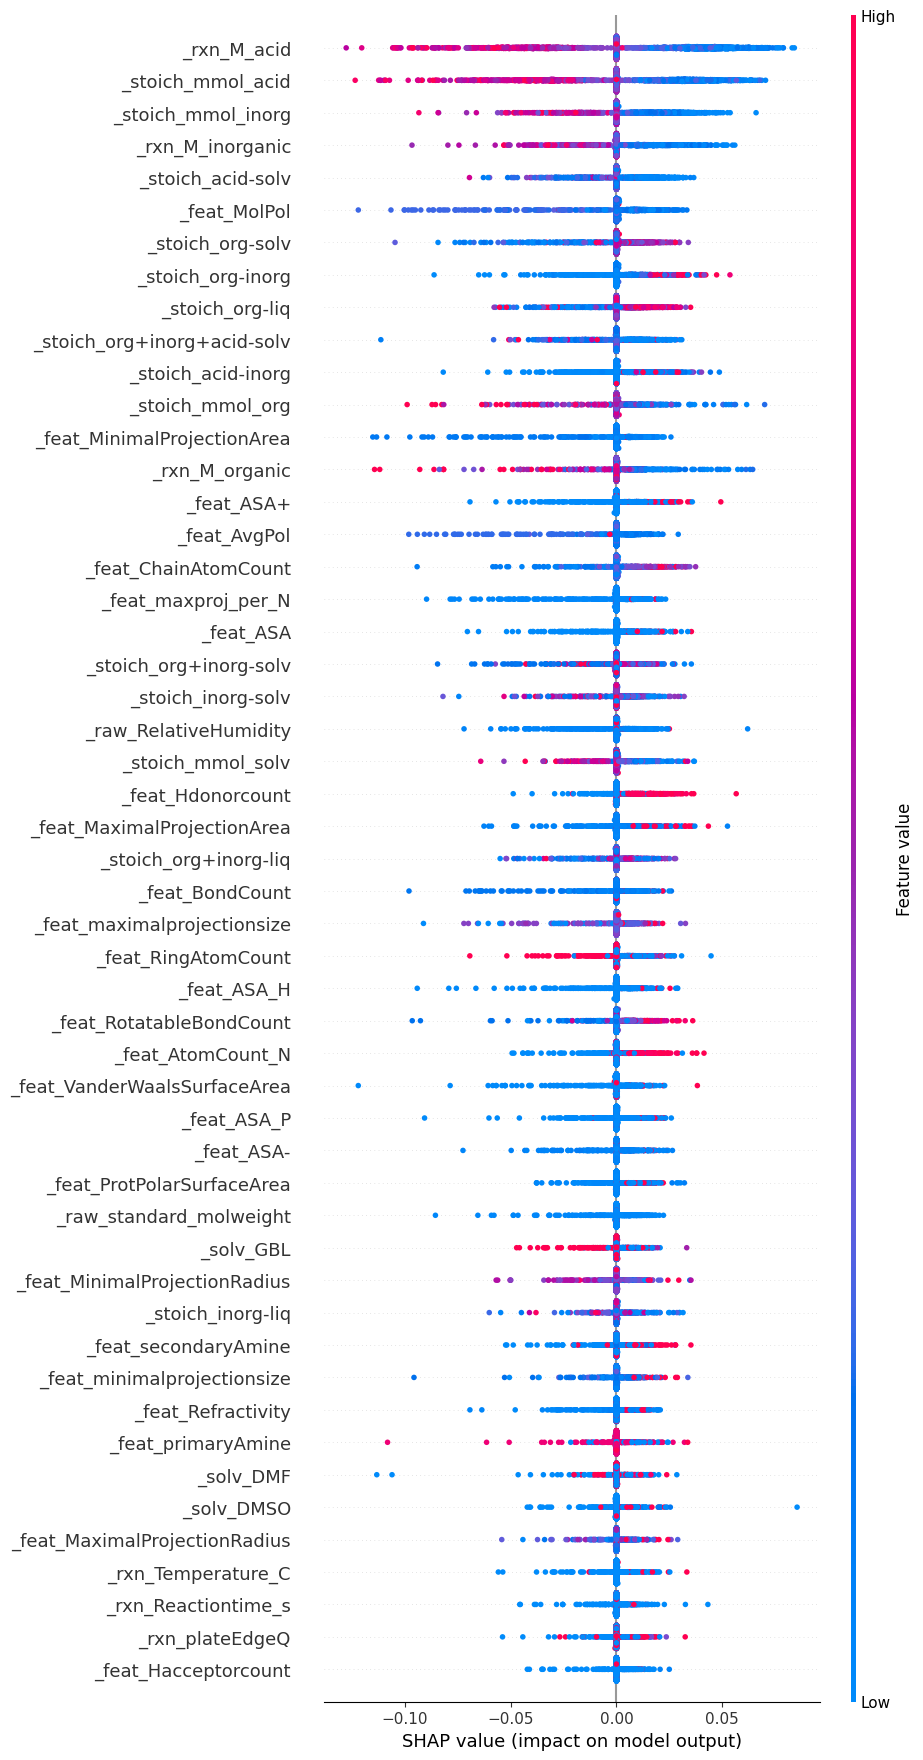 High
_rxn_M_acid
_stoich_mmol_acid
_stoich_mmol_inorg
_rxn_M_inorganic
_stoich_acid-solv
_feat_MolPol
_stoich_org-solv
_stoich_org-inorg
_stoich_org-liq
_stoich_org+inorg+acid-solv
_stoich_acid-inorg
_stoich_mmol_org
_feat_MinimalProjectionArea
_rxn_M_organic
_feat_ASA+
_feat_AvgPol
_feat_ChainAtomCount
_feat_maxproj_per_N
_feat_ASA
_stoich_org+inorg-solv
_stoich_inorg-solv
_raw_RelativeHumidity
_stoich_mmol_solv
_feat_Hdonorcount
_feat_MaximalProjectionArea
_stoich_org+inorg-liq
_feat_BondCount
_feat_maximalprojectionsize
_feat_RingAtomCount
_feat_ASA_H
_feat_RotatableBondCount
_feat_AtomCount_N
_feat_VanderWaalsSurfaceArea
_feat_ASA_P
_feat_ASA-
_feat_ProtPolarSurfaceArea
_raw_standard_molweight
_solv_GBL
_feat_MinimalProjectionRadius
_stoich_inorg-liq
_feat_secondaryAmine
_feat_minimalprojectionsize
_feat_Refractivity
_feat_primaryAmine
_solv_DMF
_solv_DMSO
_feat_MaximalProjectionRadius
_rxn_Temperature_C
_rxn_Reactiontime_s
_rxn_plateEdgeQ
_feat_Hacceptorcount
Feature value
Low
−0.10 −0.05 0.00 0.05
SHAP value (impact on model output)